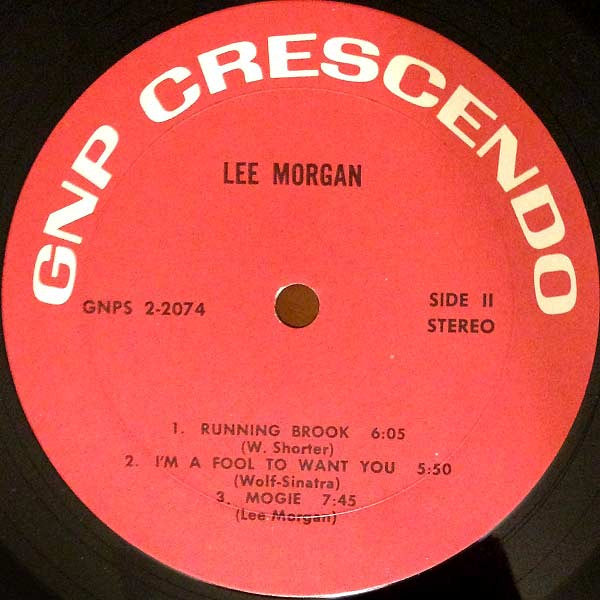 GNP CRESCENDO
LEE MORGAN
GNPS 2-2074
SIDE II
STEREO
1. RUNNING BROOK 6:05
(W. Shorter)
2. I'M A FOOL TO WANT YOU 5:50
(Wolf-Sinatra)
3. MOGIE 7:45
(Lee Morgan)